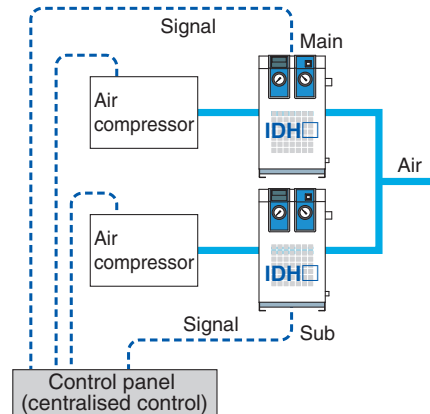 Signal
Main
Air
compressor
IDH□
Air
Air
compressor
IDH□
Signal
Sub
Control panel
(centralised control)